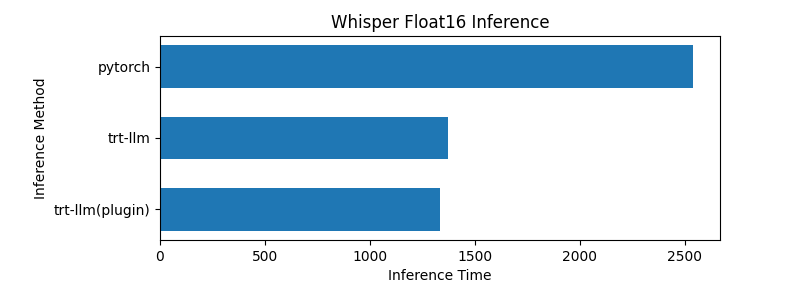 Whisper Float16 Inference
Inference Method
pytorch
trt-llm
trt-llm(plugin)
0 500 1000 1500 2000 2500
Inference Time